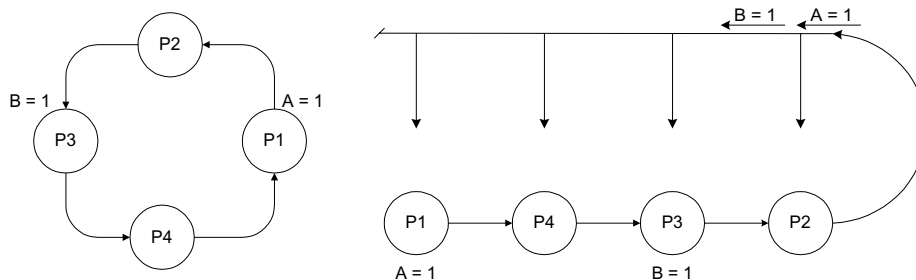 P2
B = 1
A = 1
P3
P1
P4
B = 1
A = 1
P1
P4
P3
P2
A = 1
B = 1